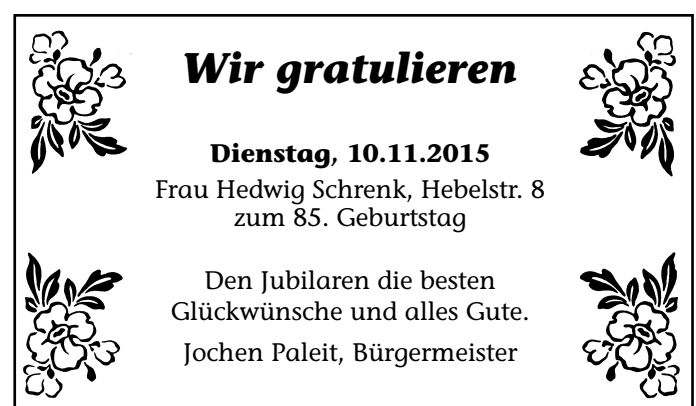 Wir gratulieren
Dienstag, 10.11.2015
Frau Hedwig Schrenk, Hebelstr. 8
zum 85. Geburtstag
Den Jubilaren die besten
Glückwünsche und alles Gute.
Jochen Paleit, Bürgermeister